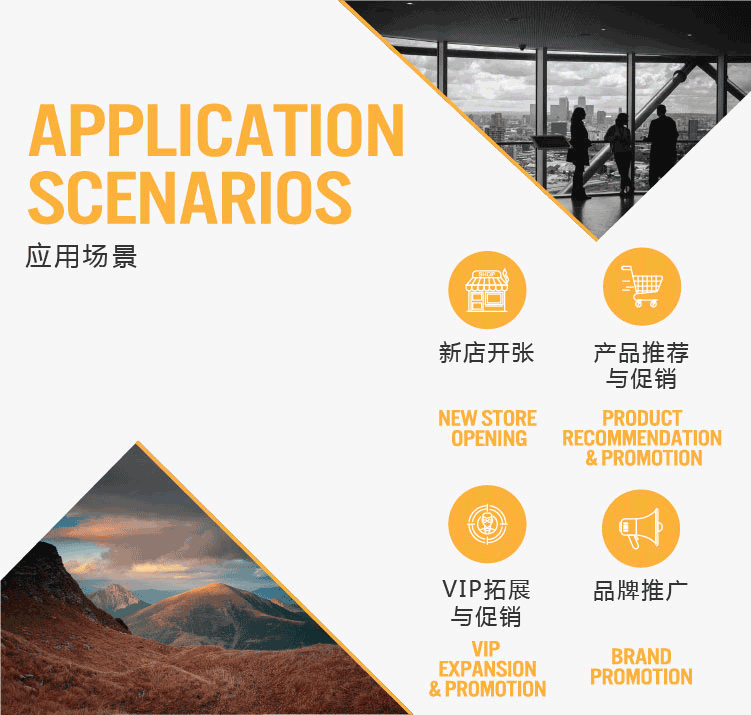 APPLICATION
SCENARIOS
应用场景
SHOP
新店开张
NEW STORE
OPENING
产品推荐
与促销
PRODUCT
RECOMMENDATION
& PROMOTION
VIP拓展
与促销
VIP
EXPANSION
& PROMOTION
品牌推广
BRAND
PROMOTION